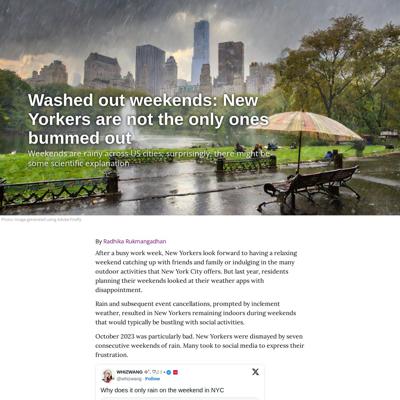 Washed out weekends: New
Yorkers are not the only ones
bummed out
Weekends are rainy across US cities; surprisingly, there might be
some scientific explanation
Photo: Image generated using Adobe Firefly
By Radhika Rukmangadhan
After a busy work week, New Yorkers look forward to having a relaxing
weekend catching up with friends and family or indulging in the many
outdoor activities that New York City offers. But last year, residents
planning their weekends looked at their weather apps with
disappointment.
Rain and subsequent event cancellations, prompted by inclement
weather, resulted in New Yorkers remaining indoors during weekends
that would typically be bustling with social activities.
October 2023 was particularly bad. New Yorkers were dismayed by seven
consecutive weekends of rain. Many took to social media to express their
frustration.
WHIZWANG
@whizwang · Follow
Why does it only rain on the weekend in NYC